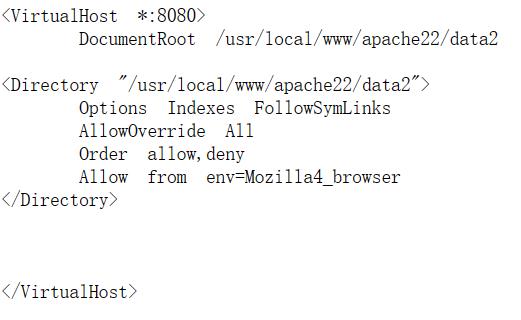 <VirtualHost *:8080>
DocumentRoot /usr/local/www/apache22/data2
<Directory "/usr/local/www/apache22/data2">
Options Indexes FollowSymLinks
AllowOverride All
Order allow,deny
Allow from env=Mozilla4_browser
</Directory>
</VirtualHost>